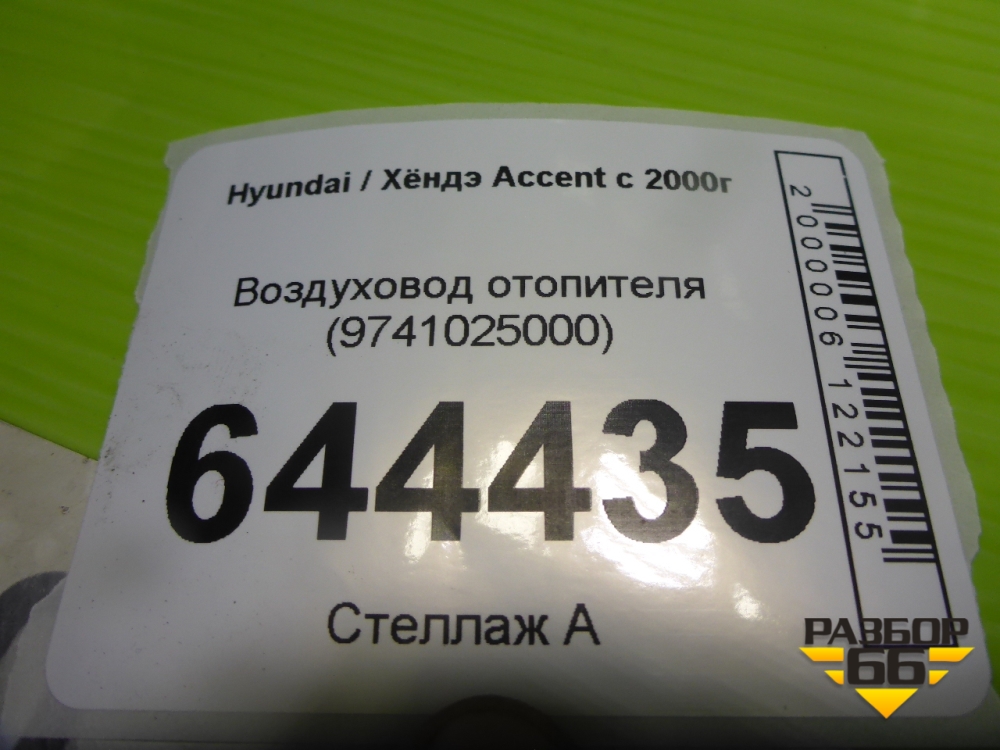 Hyundai / Хёндэ Accent с 2000г
Воздуховод отопителя
(9741025000)
644435
Стеллаж А
2000006122155
РАЗБОР
66